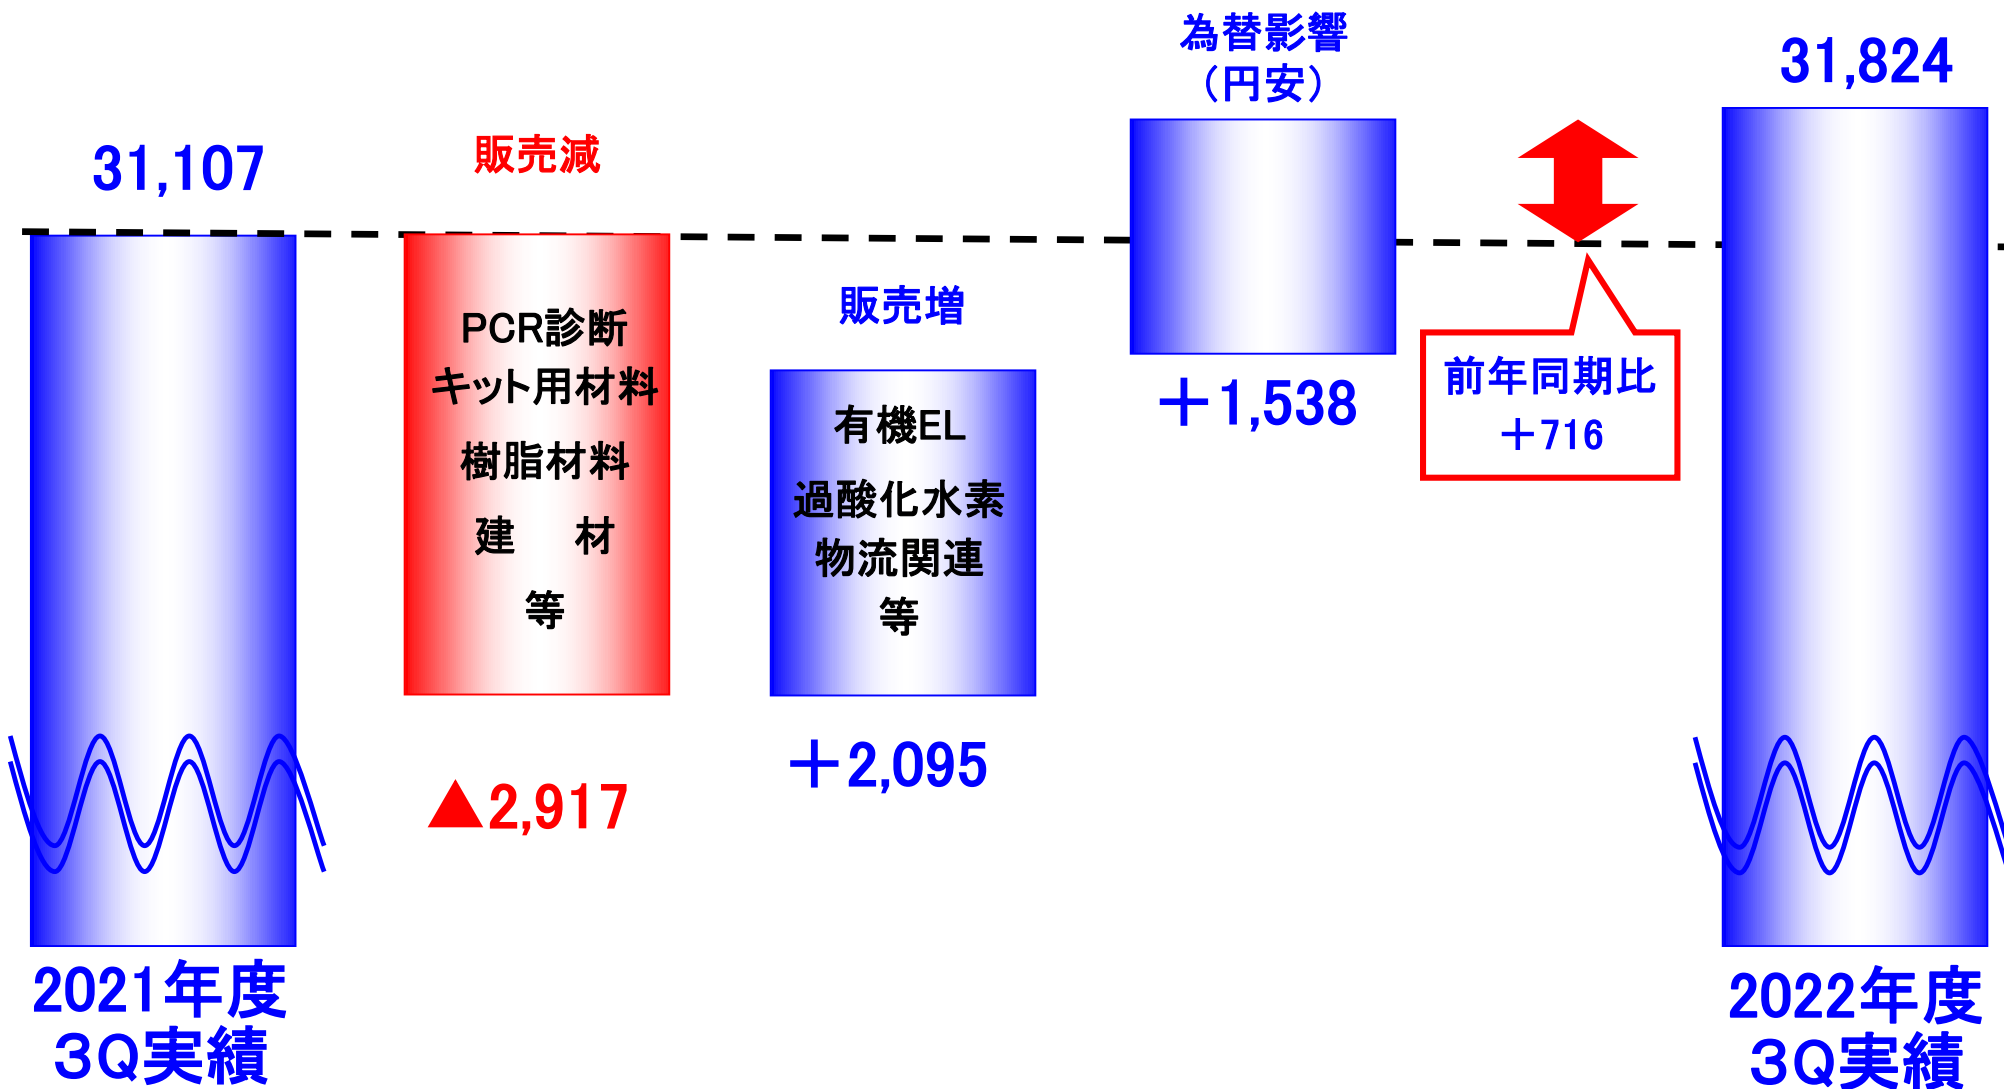 31,107
2021年度
3Q実績
販売減
PCR診断
キット用材料
樹脂材料
建　材
等
▲2,917
販売増
有機EL
過酸化水素
物流関連
等
＋2,095
為替影響
（円安）
＋1,538
前年同期比
＋716
31,824
2022年度
3Q実績